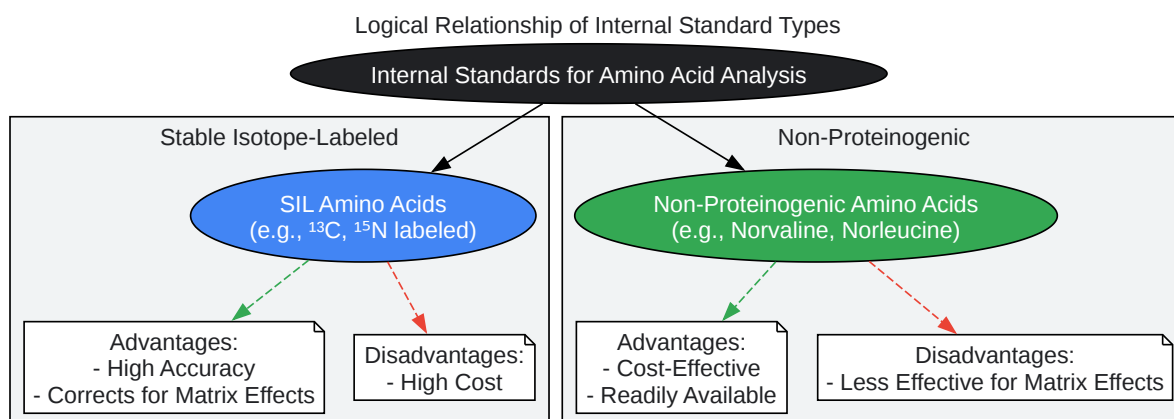 Logical Relationship of Internal Standard Types
Internal Standards for Amino Acid Analysis
Stable Isotope-Labeled
SIL Amino Acids
(e.g., ¹³C, ¹⁵N labeled)
Advantages:
- High Accuracy
- Corrects for Matrix Effects
Disadvantages:
- High Cost
Non-Proteinogenic
Non-Proteinogenic Amino Acids
(e.g., Norvaline, Norleucine)
Advantages:
- Cost-Effective
- Readily Available
Disadvantages:
- Less Effective for Matrix Effects